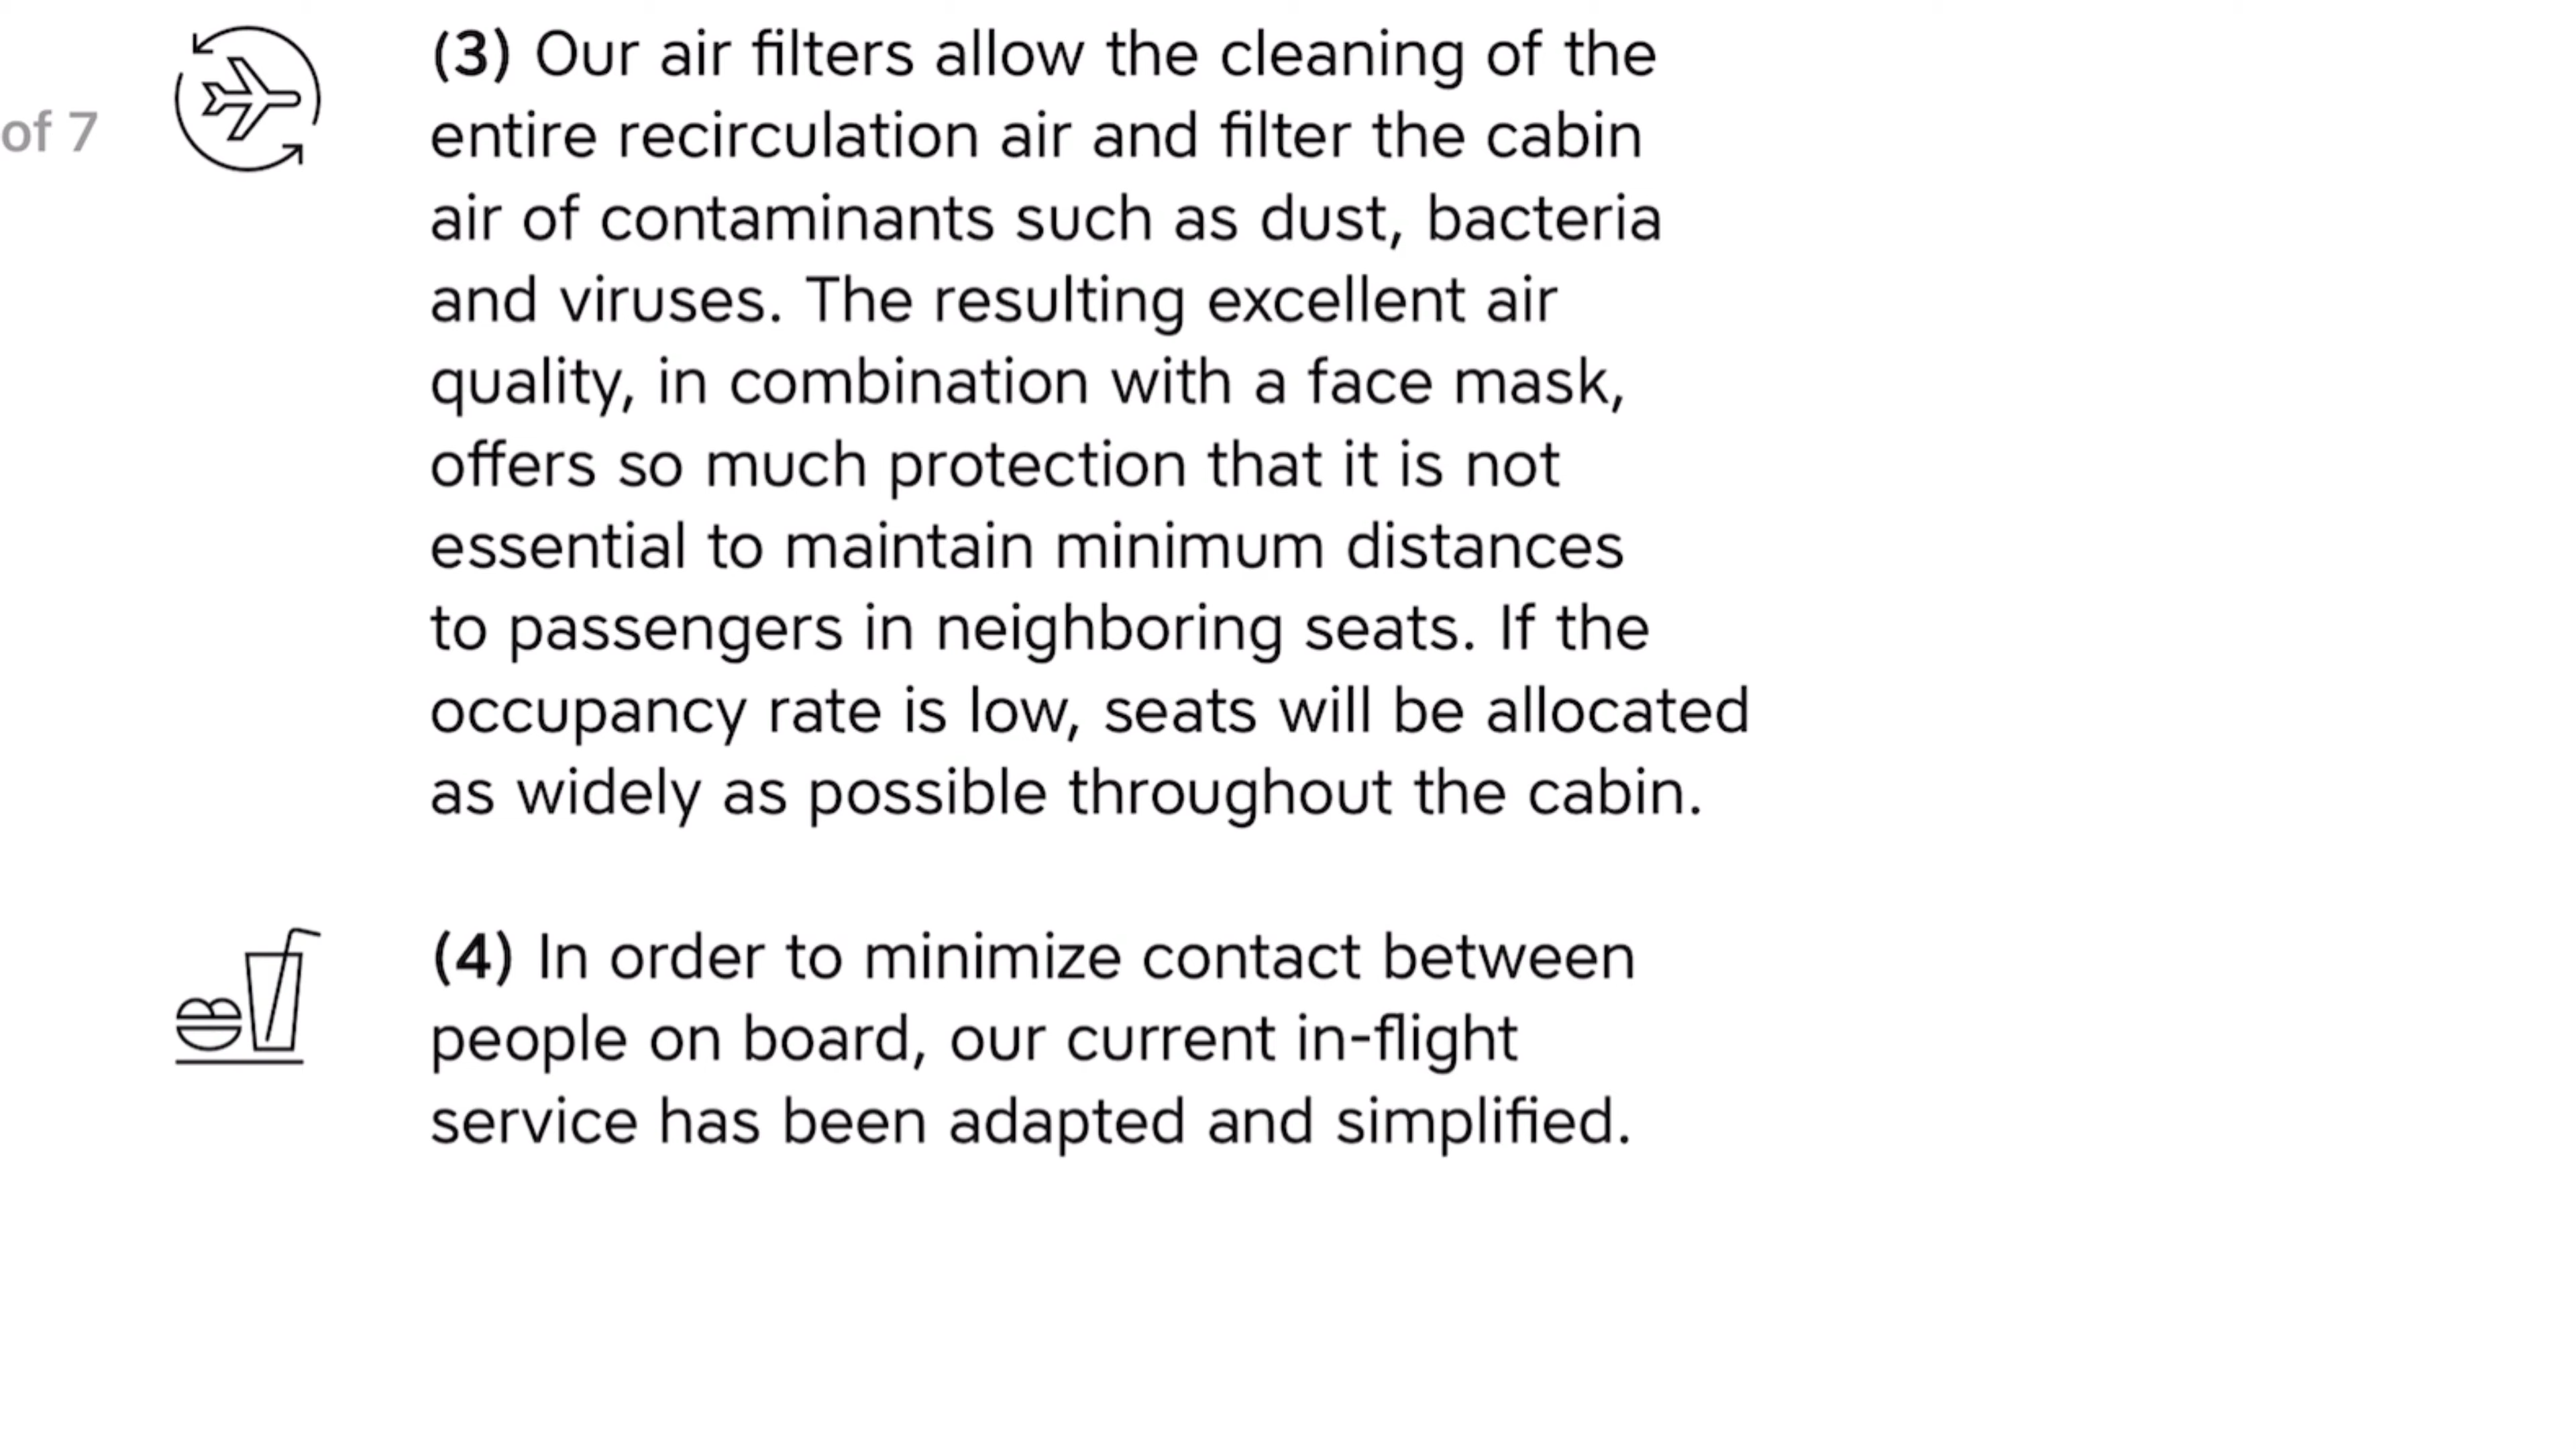 of 7
(3) Our air filters allow the cleaning of the
entire recirculation air and filter the cabin
air of contaminants such as dust, bacteria
and viruses. The resulting excellent air
quality, in combination with a face mask,
offers so much protection that it is not
essential to maintain minimum distances
to passengers in neighboring seats. If the
occupancy rate is low, seats will be allocated
as widely as possible throughout the cabin.
(4) In order to minimize contact between
people on board, our current in-flight
service has been adapted and simplified.